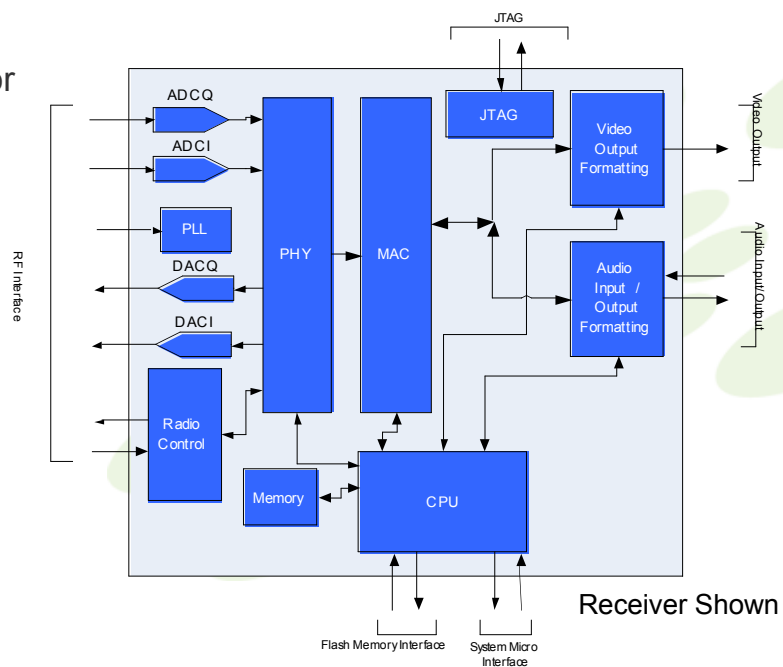 JTAG
or
ADCQ
ADCI
PLL
DACQ
DACI
Radio
Control
PHY
MAC
JTAG
Video
Output
Formatting
Audio
Input /
Output
Formatting
Memory
CPU
RF Interface
Video Output
Audio Input/Output
Receiver Shown
Flash Memory Interface
System Micro
Interface